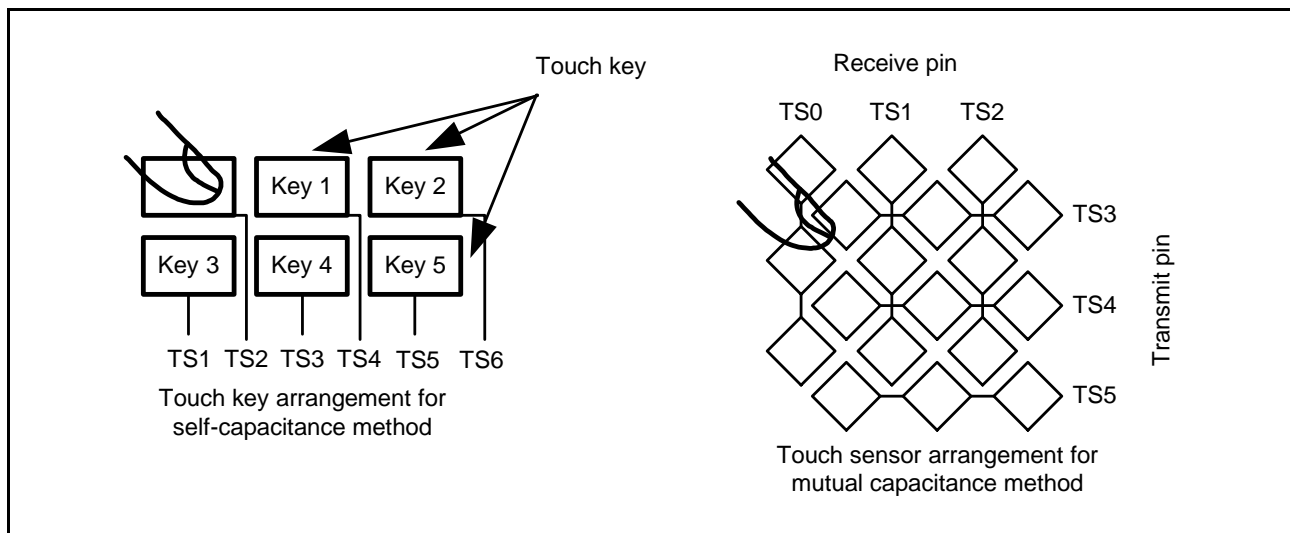 Touch key
Key 1
Key 2
Key 3
Key 4
Key 5
TS1 TS2 TS3 TS4 TS5 TS6
Touch key arrangement for
self-capacitance method
Receive pin
TS0 TS1 TS2
TS3
TS4
TS5
Transmit pin
Touch sensor arrangement for
mutual capacitance method